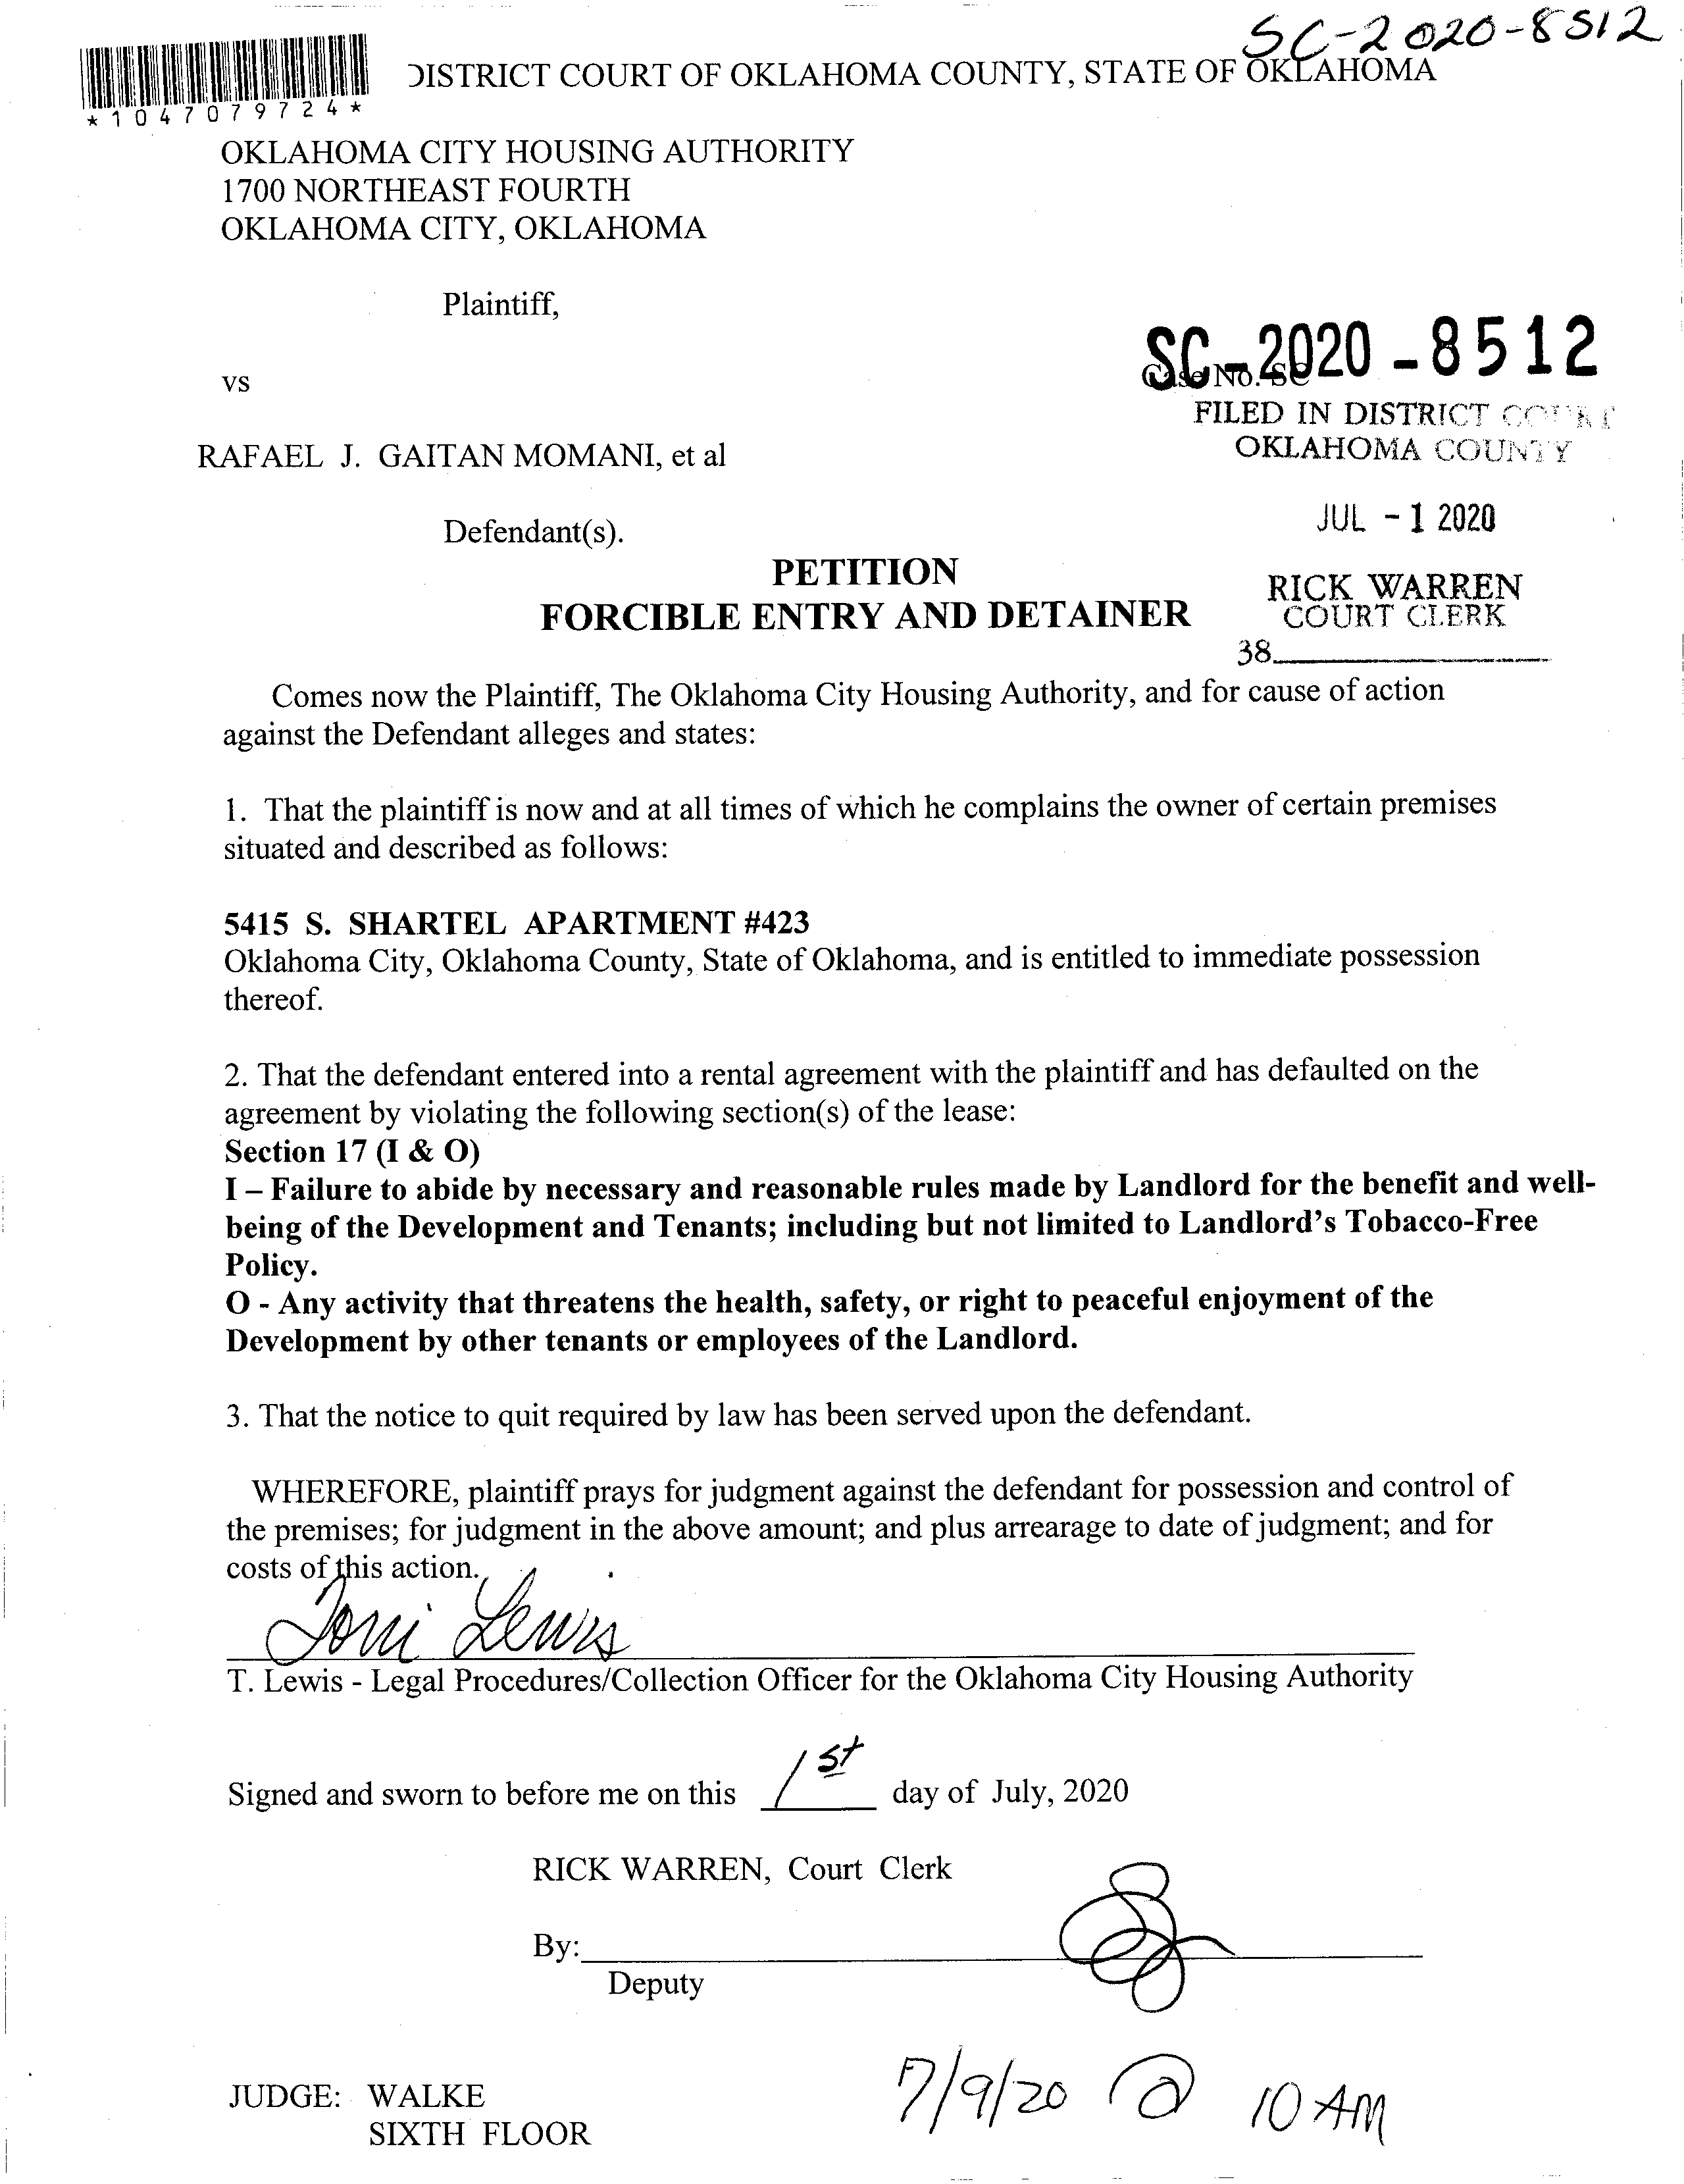 SC-2020-8512
DISTRICT COURT OF OKLAHOMA COUNTY, STATE OF OKLAHOMA
*1047079724*
OKLAHOMA CITY HOUSING AUTHORITY
1700 NORTHEAST FOURTH
OKLAHOMA CITY, OKLAHOMA
Plaintiff,
SC-2020-8512
vs
Case No. SC
FILED IN DISTRICT COURT
OKLAHOMA COUNTY
RAFAEL J. GAITAN MOMANI, et al
JUL -1 2020
Defendant(s).
PETITION
RICK WARREN
FORCIBLE ENTRY AND DETAINER
COURT CLERK
38
Comes now the Plaintiff, The Oklahoma City Housing Authority, and for cause of action
against the Defendant alleges and states:
1. That the plaintiff is now and at all times of which he complains the owner of certain premises
situated and described as follows:
5415 S. SHARTEL APARTMENT #423
Oklahoma City, Oklahoma County, State of Oklahoma, and is entitled to immediate possession
thereof.
2. That the defendant entered into a rental agreement with the plaintiff and has defaulted on the
agreement by violating the following section(s) of the lease:
Section 17 (I & O)
I – Failure to abide by necessary and reasonable rules made by Landlord for the benefit and well-
being of the Development and Tenants; including but not limited to Landlord's Tobacco-Free
Policy.
O - Any activity that threatens the health, safety, or right to peaceful enjoyment of the
Development by other tenants or employees of the Landlord.
3. That the notice to quit required by law has been served upon the defendant.
WHEREFORE, plaintiff prays for judgment against the defendant for possession and control of
the premises; for judgment in the above amount; and plus arrearage to date of judgment; and for
costs of this action.
Toni Lewis
T. Lewis - Legal Procedures/Collection Officer for the Oklahoma City Housing Authority
Signed and sworn to before me on this 1st day of July, 2020
RICK WARREN, Court Clerk
By:
Deputy
JUDGE: WALKE
SIXTH FLOOR
7/9/20 @ 10 AM